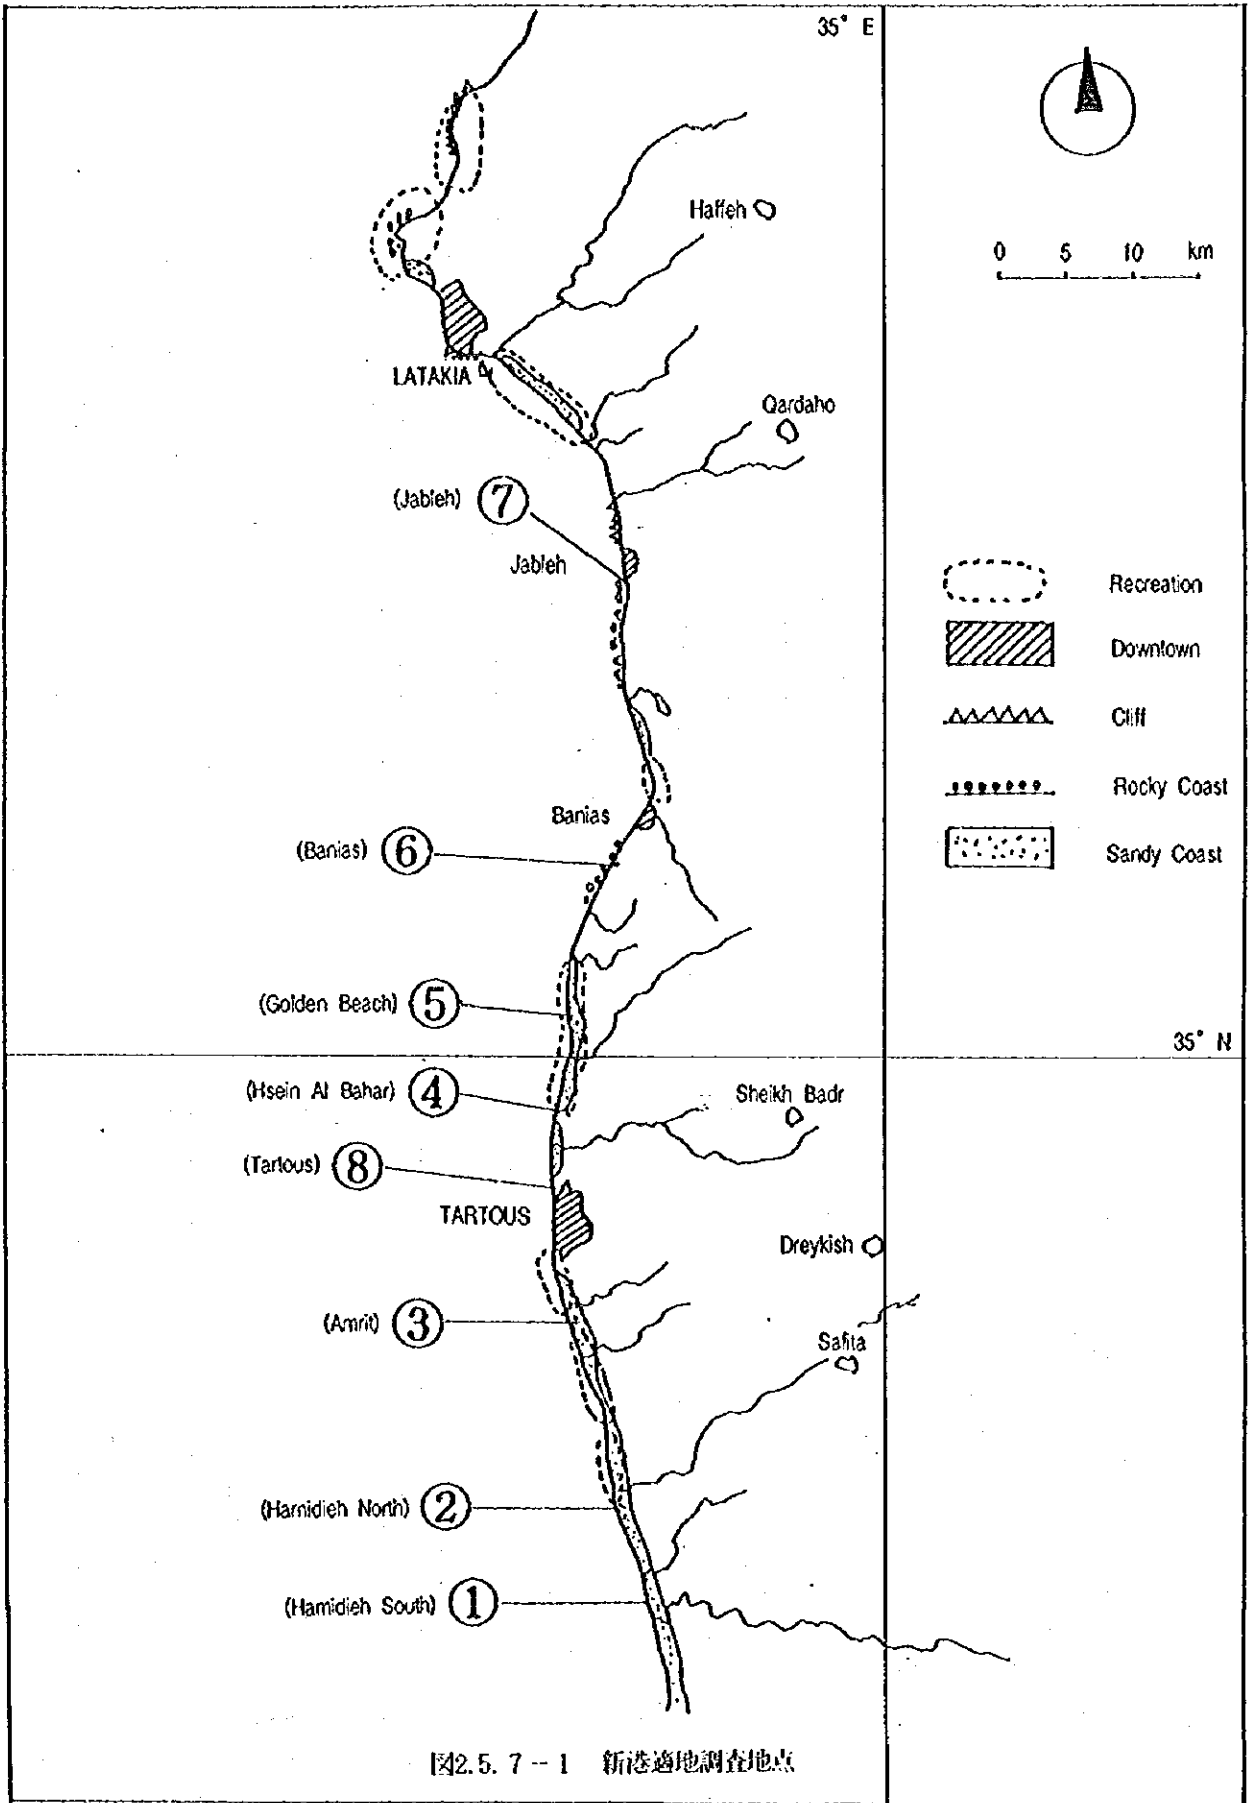 35° E
Haffeh
0 5 10 km
LATAKIA
Qardaho
(Jableh) ⑦
Jableh
Recreation
Downtown
Cliff
Rocky Coast
Sandy Coast
Banias
(Banias) ⑥
(Golden Beach) ⑤
35° N
(Hsein Al Bahar) ④
Sheikh Badr
(Tartous) ⑧
TARTOUS
Dreykish
(Amrit) ③
Safita
(Hamidieh North) ②
(Hamidieh South) ①
図2.5.7-1 新港適地調査地点